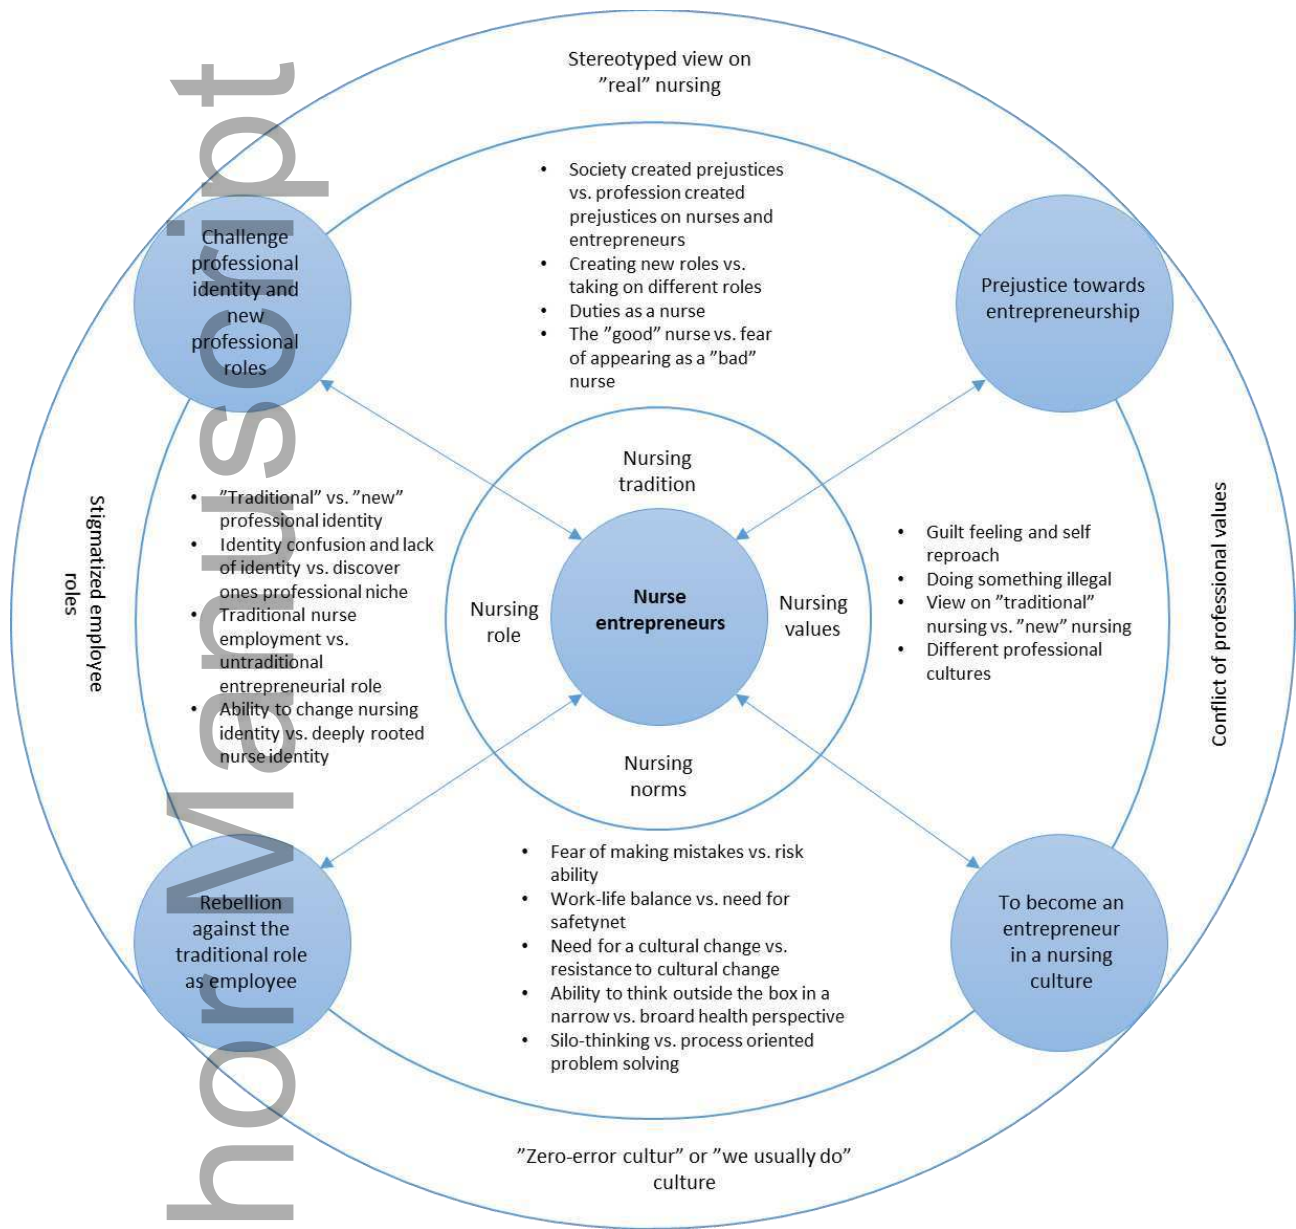 Stereotyped view on
”real” nursing
• Society created prejustices
vs. profession created
prejustices on nurses and
entrepreneurs
• Creating new roles vs.
taking on different roles
• Duties as a nurse
• The ”good” nurse vs. fear
of appearing as a ”bad”
nurse
Challenge
professional
identity and
new
professional
roles
Prejustice towards
entrepreneurship
Nursing
tradition
Stigmatized employee
roles
• ”Traditional” vs. ”new”
professional identity
• Identity confusion and lack
of identity vs. discover
ones professional niche
• Traditional nurse
employment vs.
untraditional
entrepreneurial role
• Ability to change nursing
identity vs. deeply rooted
nurse identity
Nursing
role
Nurse
entrepreneurs
Nursing
values
• Guilt feeling and self
reproach
• Doing something illegal
• View on ”traditional”
nursing vs. ”new” nursing
• Different professional
cultures
Conflict of professional values
Nursing
norms
• Fear of making mistakes vs. risk
ability
• Work-life balance vs. need for
safetynet
• Need for a cultural change vs.
resistance to cultural change
• Ability to think outside the box in a
narrow vs. broad health perspective
• Silo-thinking vs. process oriented
problem solving
Rebellion
against the
traditional role
as employee
To become an
entrepreneur
in a nursing
culture
”Zero-error cultur” or ”we usually do”
culture
hor Manuscript